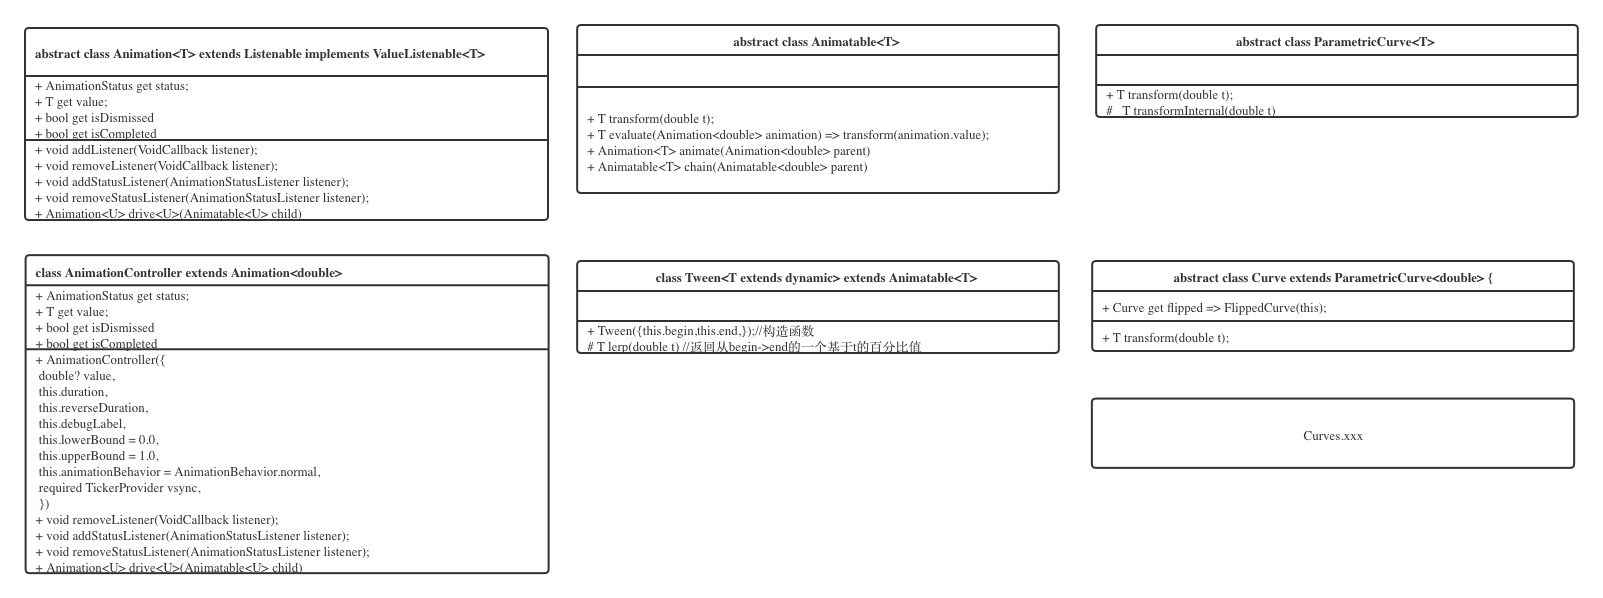 abstract class Animation<T> extends Listenable implements ValueListenable<T>
+ AnimationStatus get status;
+ T get value;
+ bool get isDismissed
+ bool get isCompleted
+ void addListener(VoidCallback listener);
+ void removeListener(VoidCallback listener);
+ void addStatusListener(AnimationStatusListener listener);
+ void removeStatusListener(AnimationStatusListener listener);
+ Animation<U> drive<U>(Animatable<U> child)
abstract class Animatable<T>
+ T transform(double t);
+ T evaluate(Animation<double> animation) => transform(animation.value);
+ Animation<T> animate(Animation<double> parent)
+ Animatable<T> chain(Animatable<double> parent)
abstract class ParametricCurve<T>
+ T transform(double t);
#   T transformInternal(double t)
class AnimationController extends Animation<double>
+ AnimationStatus get status;
+ T get value;
+ bool get isDismissed
+ bool get isCompleted
+ AnimationController({
double? value,
this.duration,
this.reverseDuration,
this.debugLabel,
this.lowerBound = 0.0,
this.upperBound = 1.0,
this.animationBehavior = AnimationBehavior.normal,
required TickerProvider vsync,
})
+ void removeListener(VoidCallback listener);
+ void addStatusListener(AnimationStatusListener listener);
+ void removeStatusListener(AnimationStatusListener listener);
+ Animation<U> drive<U>(Animatable<U> child)
class Tween<T extends dynamic> extends Animatable<T>
+ Tween({this.begin,this.end,});//构造函数
# T lerp(double t) //返回从begin->end的一个基于t的百分比值
abstract class Curve extends ParametricCurve<double> {
+ Curve get flipped => FlippedCurve(this);
+ T transform(double t);
Curves.xxx